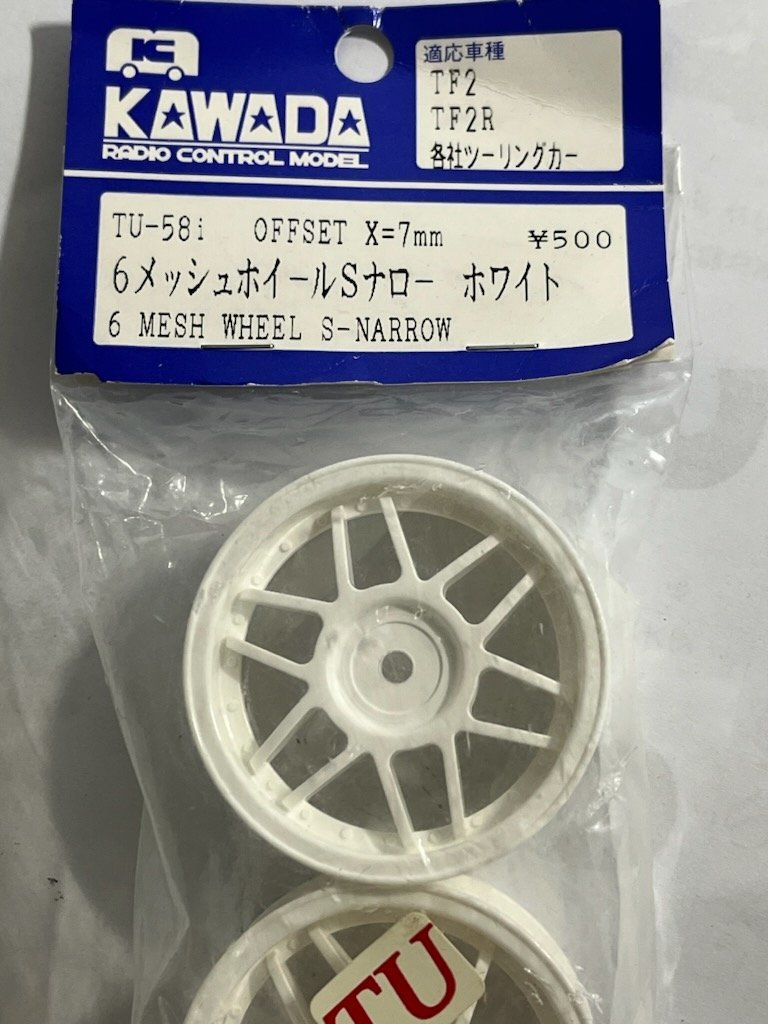 KAWADA
RADIO CONTROL MODEL
適応車種
TF2
TF2R
各社ツーリングカー
TU-58i OFFSET X=7mm ¥500
6メッシュホイールSナロー ホワイト
6 MESH WHEEL S-NARROW
TU